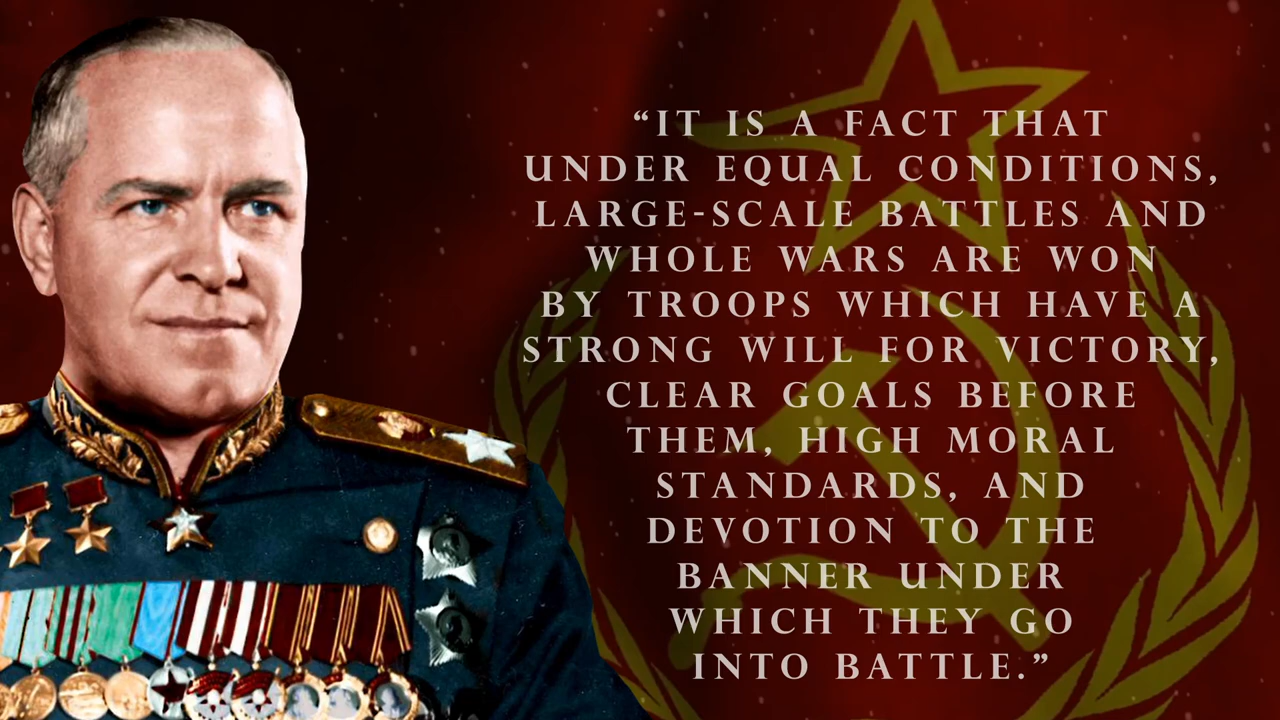 “IT IS A FACT THAT
UNDER EQUAL CONDITIONS,
LARGE-SCALE BATTLES AND
WHOLE WARS ARE WON
BY TROOPS WHICH HAVE A
STRONG WILL FOR VICTORY,
CLEAR GOALS BEFORE
THEM, HIGH MORAL
STANDARDS, AND
DEVOTION TO THE
BANNER UNDER
WHICH THEY GO
INTO BATTLE.”